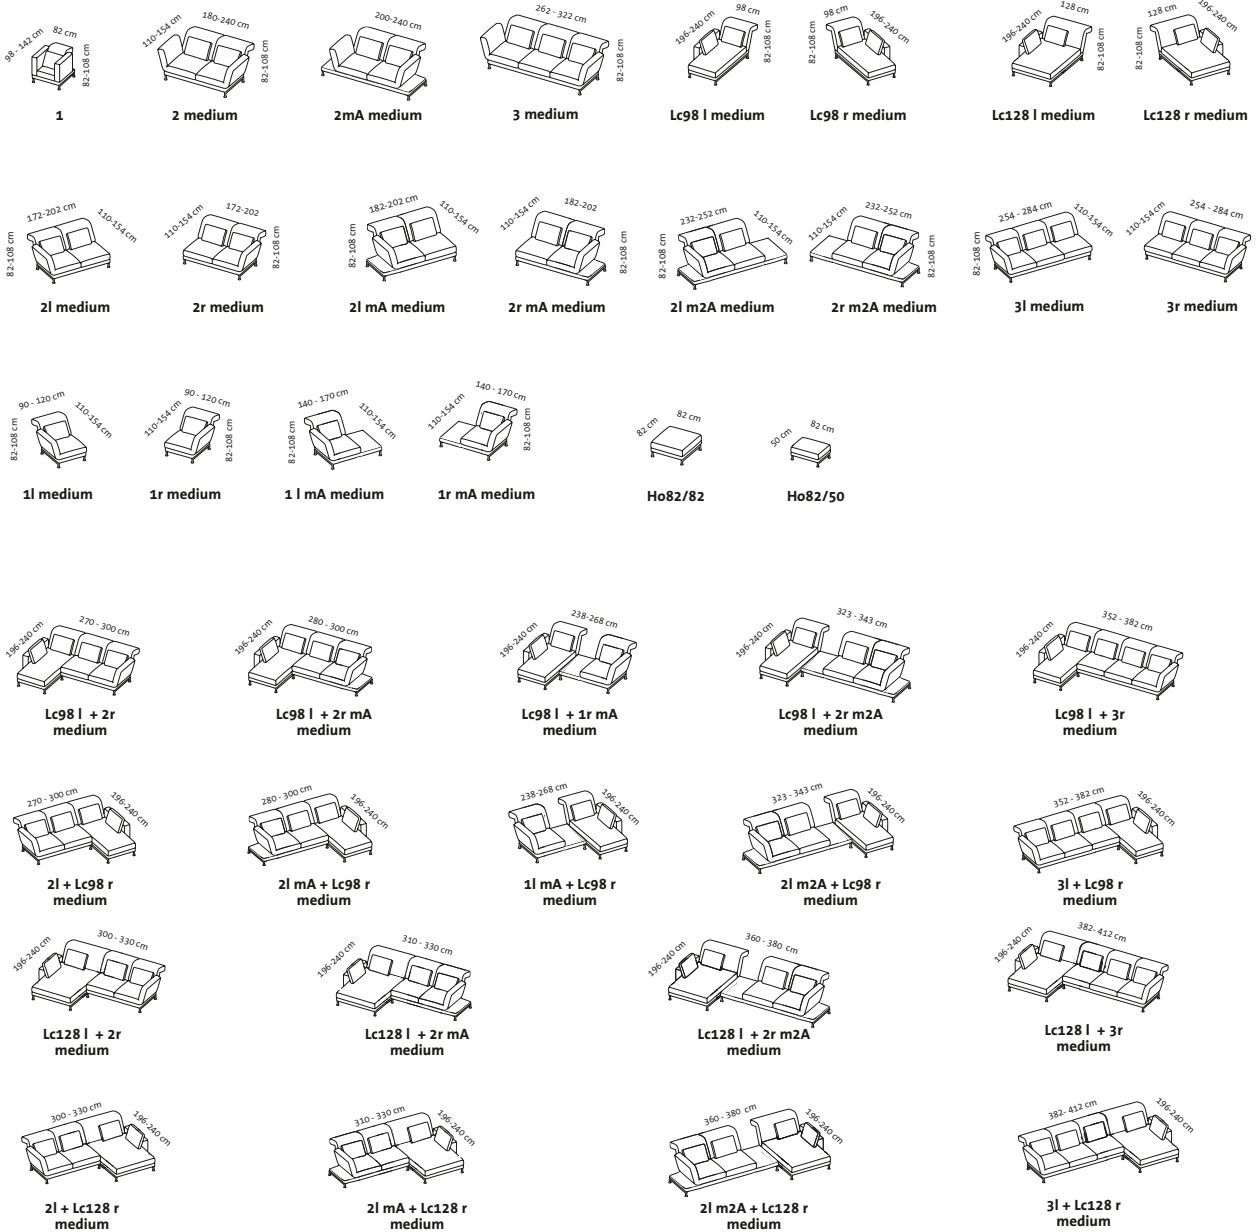 98 - 142 cm
82 cm
82-108 cm
110-154 cm
180-240 cm
82-108 cm
200-240 cm
262 - 322 cm
82-108 cm
196-240 cm
98 cm
82-108 cm
82-108 cm
98 cm
196-240 cm
196-240 cm
128 cm
82-108 cm
82-108 cm
128 cm
196-240 cm
1
2 medium
2mA medium
3 medium
Lc98 l medium
Lc98 r medium
Lc128 l medium
Lc128 r medium
82-108 cm
172-202 cm
110-154 cm
110-154 cm
172-202
82-108 cm
82-108 cm
182-202 cm
110-154 cm
110-154 cm
182-202
82-108 cm
82-108 cm
232-252 cm
110-154 cm
110-154 cm
232-252 cm
82-108 cm
82-108 cm
254 - 284 cm
110-154 cm
110-154 cm
254 - 284 cm
82-108 cm
2l medium
2r medium
2l mA medium
2r mA medium
2l m2A medium
2r m2A medium
3l medium
3r medium
82-108 cm
90 - 120 cm
110-154 cm
110-154 cm
90 - 120 cm
82-108 cm
82-108 cm
140 - 170 cm
110-154 cm
110-154 cm
140 - 170 cm
82-108 cm
82 cm
82 cm
50 cm
82 cm
1l medium
1r medium
1 l mA medium
1r mA medium
Ho82/82
Ho82/50
196-240 cm
270 - 300 cm
196-240 cm
280 - 300 cm
196-240 cm
238-268 cm
196-240 cm
323 - 343 cm
196-240 cm
352 - 382 cm
Lc98 l + 2r
medium
Lc98 l + 2r mA
medium
Lc98 l + 1r mA
medium
Lc98 l + 2r m2A
medium
Lc98 l + 3r
medium
270 - 300 cm
196-240 cm
280 - 300 cm
196-240 cm
238-268 cm
196-240 cm
323 - 343 cm
196-240 cm
352 - 382 cm
196-240 cm
2l + Lc98 r
medium
2l mA + Lc98 r
medium
1l mA + Lc98 r
medium
2l m2A + Lc98 r
medium
3l + Lc98 r
medium
196-240 cm
300 - 330 cm
196-240 cm
310 - 330 cm
196-240 cm
360 - 380 cm
196-240 cm
382- 412 cm
Lc128 l + 2r
medium
Lc128 l + 2r mA
medium
Lc128 l + 2r m2A
medium
Lc128 l + 3r
medium
300 - 330 cm
196-240 cm
310 - 330 cm
196-240 cm
360 - 380 cm
196-240 cm
382- 412 cm
196-240 cm
2l + Lc128 r
medium
2l mA + Lc128 r
medium
2l m2A + Lc128 r
medium
3l + Lc128 r
medium